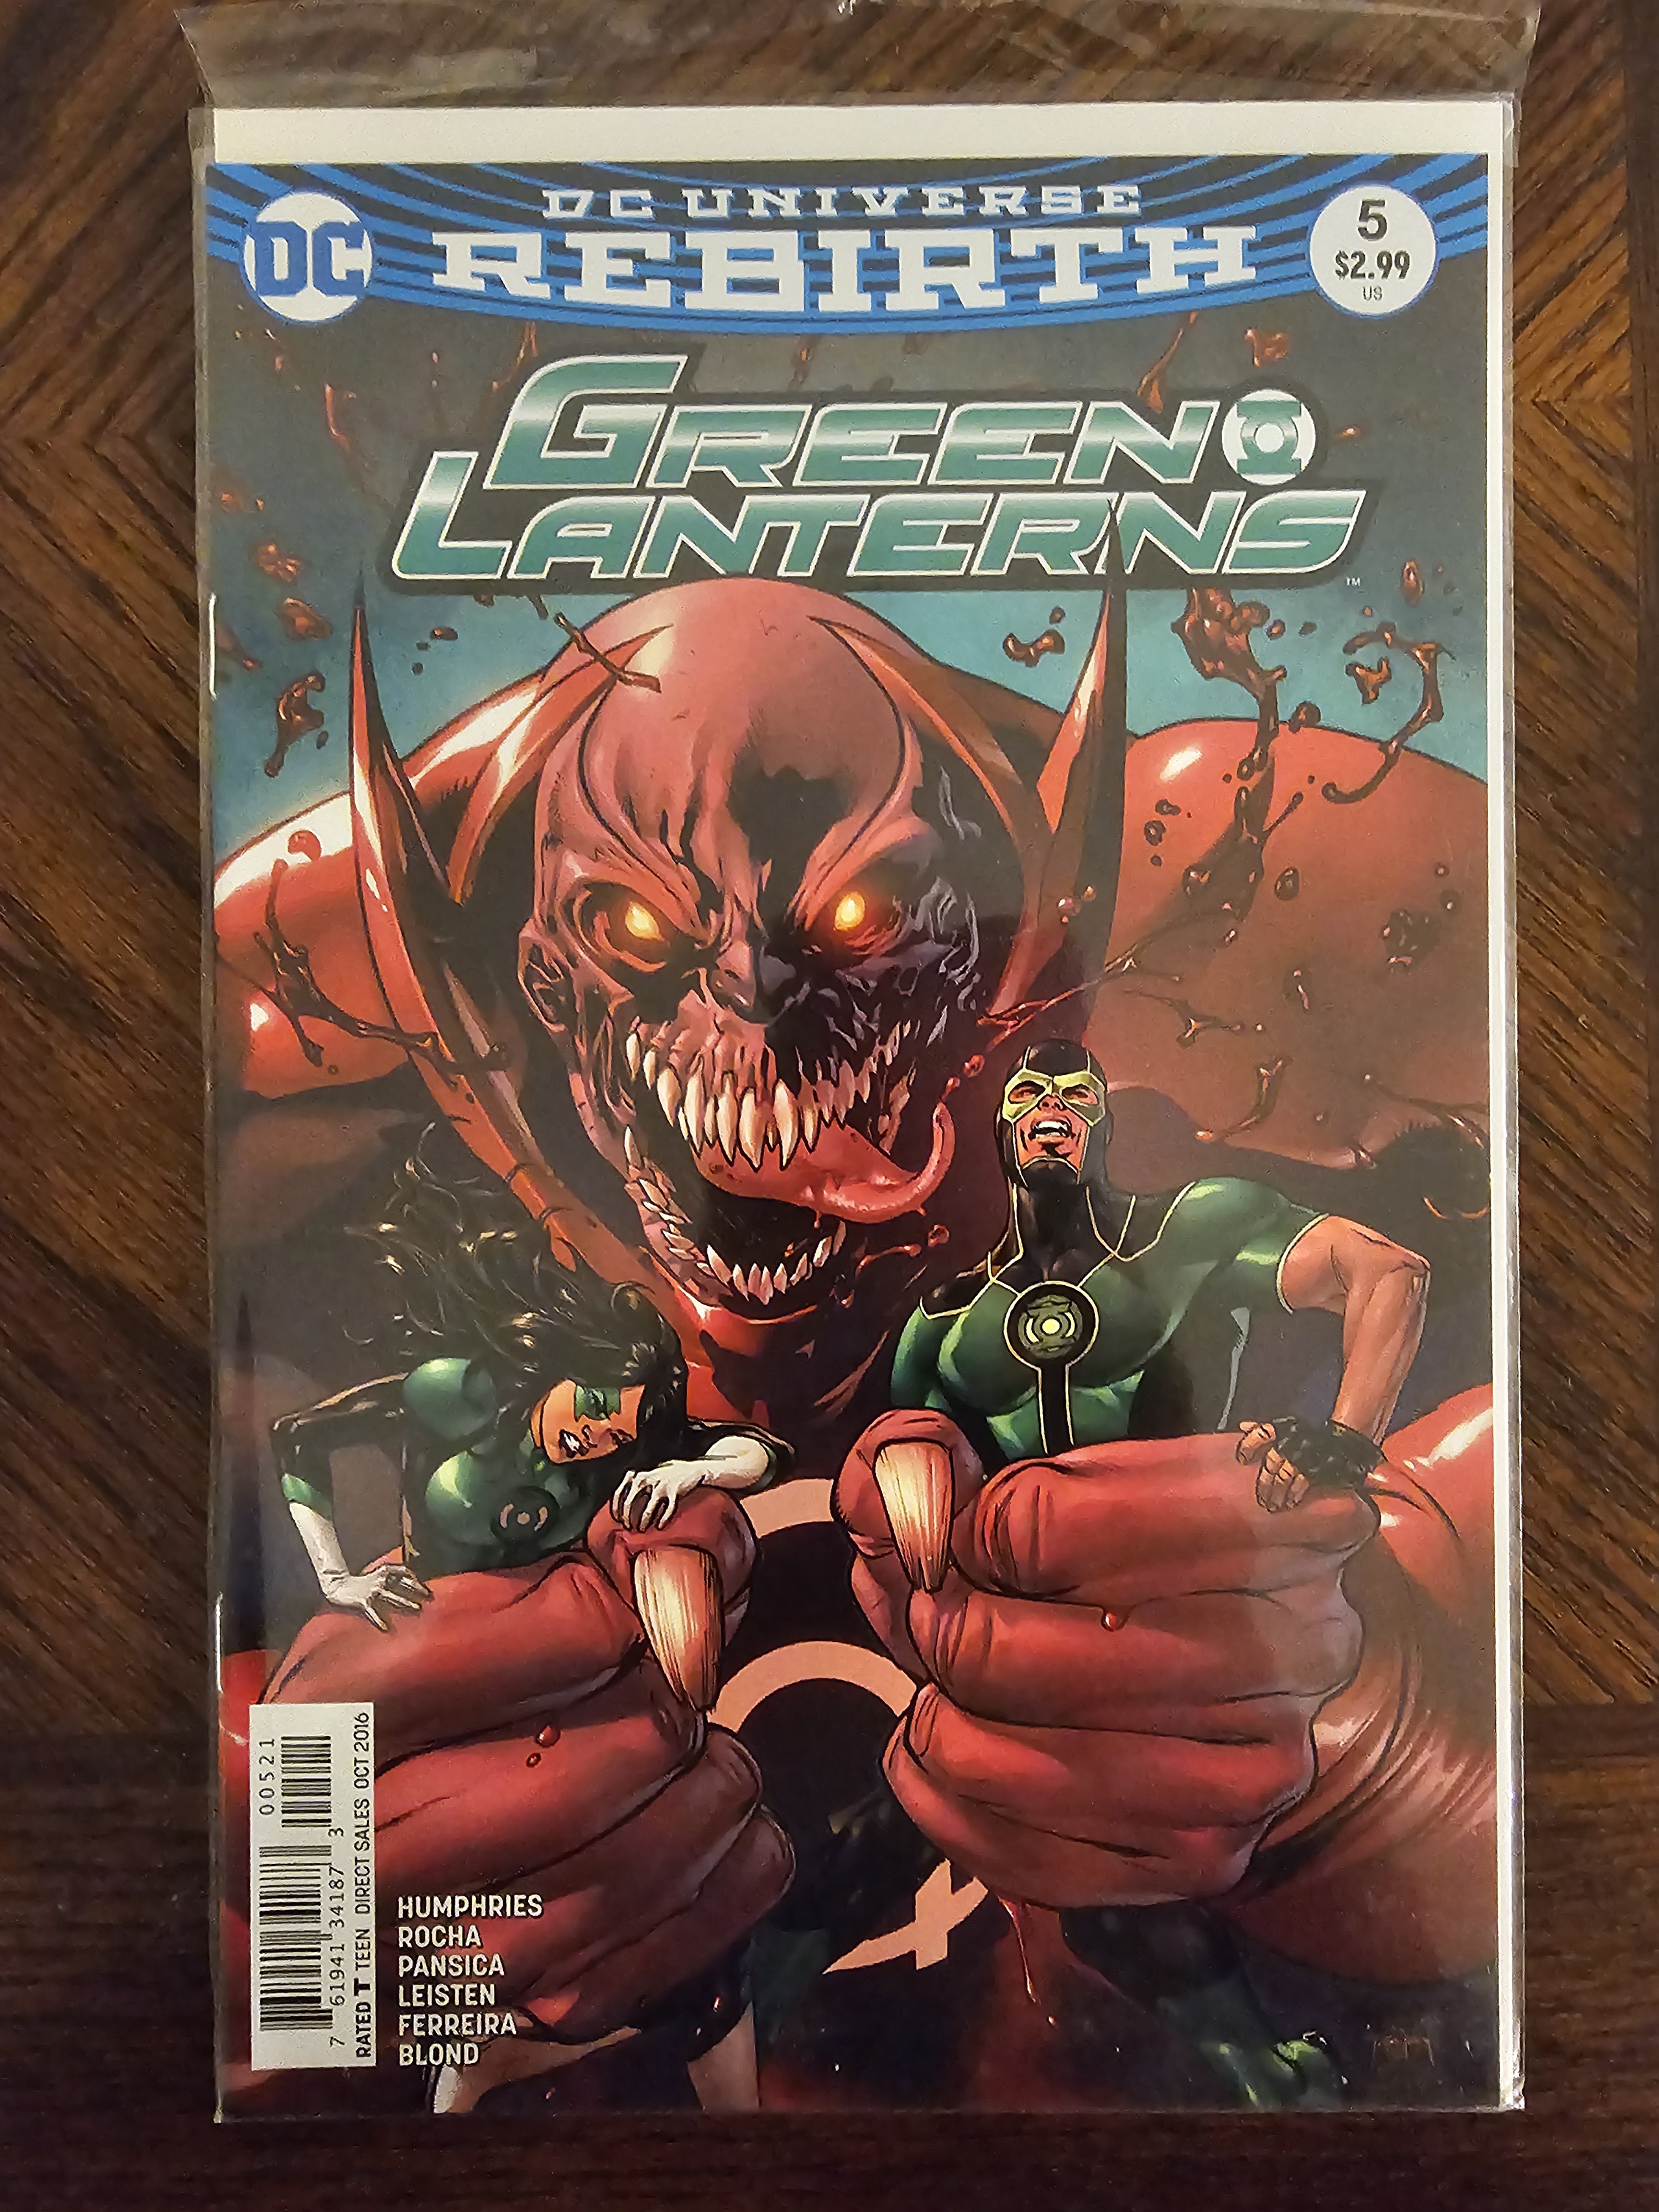 DC
DC UNIVERSE
REBIRTH
5
$2.99
US
GREEN
LANTERNS
TM
HUMPHRIES
ROCHA
PANSICA
LEISTEN
FERREIRA
BLOND
00521
7 61941 34187 3
RATED T TEEN DIRECT SALES OCT 2016